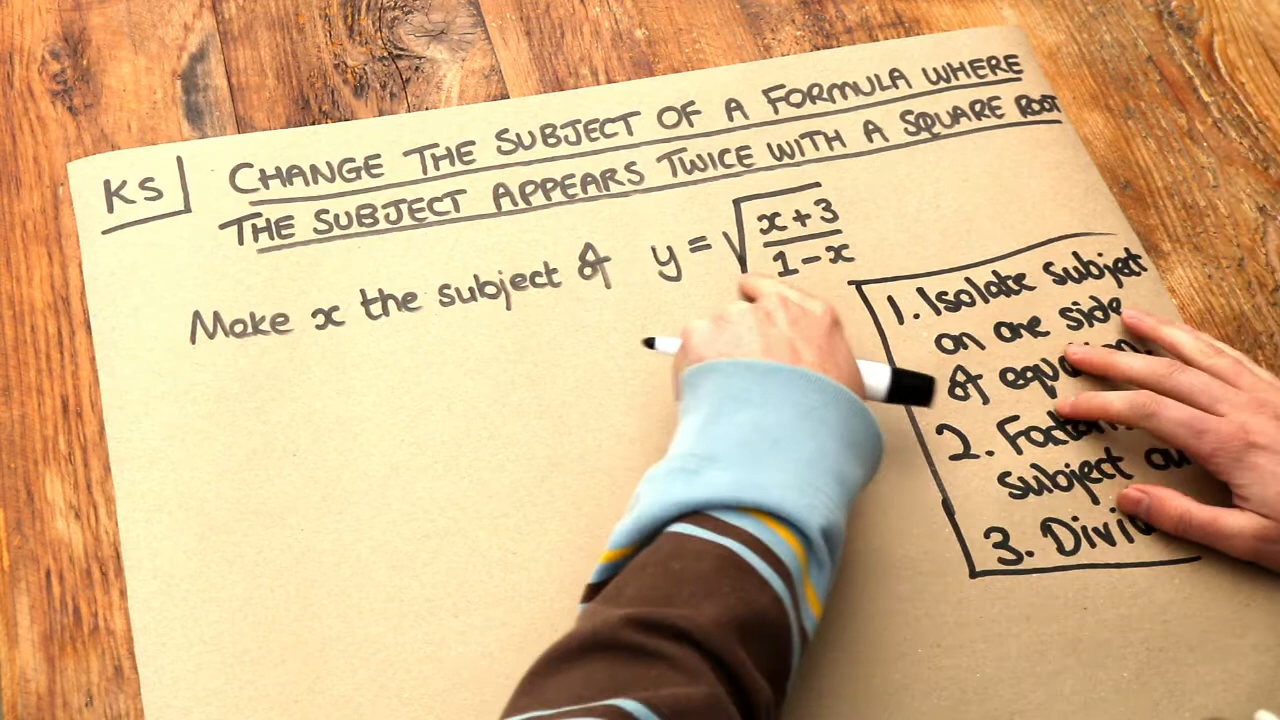 KS
CHANGE THE SUBJECT OF A FORMULA WHERE
THE SUBJECT APPEARS TWICE WITH A SQUARE ROOT
Make x the subject of y = √((x+3)/(1-x))
1. Isolate subject
on one side
of
2.
subject
3.